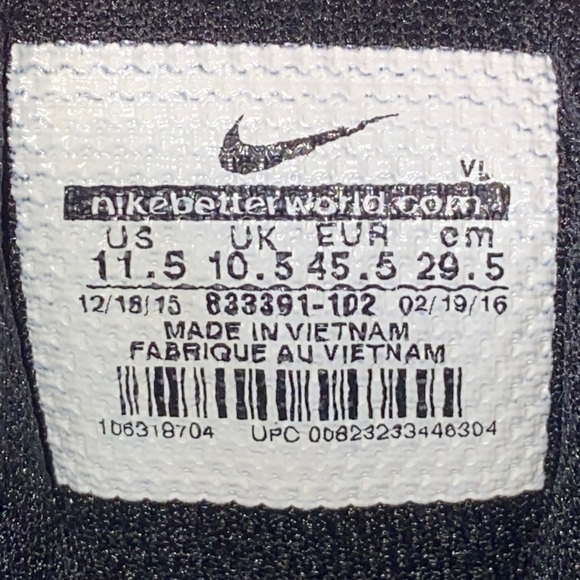 VL
nikebetterworld.com
US UK EUR cm
11.5 10.5 45.5 29.5
12/18/15 833391-102 02/19/16
MADE IN VIETNAM
FABRIQUE AU VIETNAM
106318704 UPC 00823233446304